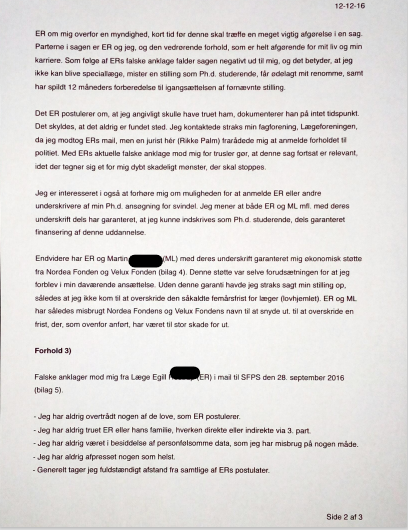 12-12-16
ER om mig overfor en myndighed, kort tid før denne skal træffe en meget vigtig afgørelse i en sag.
Parterne i sagen er ER og jeg, og den vedrørende forhold, som er helt afgørende for mit liv og min
karriere. Som følge af ERs falske anklage falder sagen negativt ud til mig, og det betyder, at jeg
ikke kan blive speciallæge, mister en stilling som Ph.d. studerende, får ødelagt mit renomme, samt
har spildt 12 måneders forberedelse til igangsættelsen af fornævnte stilling.
Det ER postulerer om, at jeg angivligt skulle have truet ham, dokumenterer han på intet tidspunkt.
Det skyldes, at det aldrig er fundet sted. Jeg kontaktede straks min fagforening, Lægeforeningen,
da jeg modtog ERs mail, men en jurist hér (Rikke Palm) frarådede mig at anmelde forholdet til
politiet. Med ERs aktuelle falske anklage mod mig for trusler gør, at denne sag fortsat er relevant,
idet der tegner sig et for mig dybt skadeligt mønster, der skal stoppes.
Jeg er interesseret i også at forhøre mig om muligheden for at anmelde ER eller andre
underskrivere af min Ph.d. ansøgning for svindel. Jeg mener at både ER og ML mfl. med deres
underskrift dels har garanteret, at jeg kunne indskrives som Ph.d. studerende, dels garanteret
finansering af denne uddannelse.
Endvidere har ER og Martin (ML) med deres underskrift garanteret mig økonomisk støtte
fra Nordea Fonden og Velux Fonden (bilag 4). Denne støtte var selve forudsætningen for at jeg
forblev i min daværende ansættelse. Uden denne garanti havde jeg straks sagt min stilling op,
således at jeg ikke kom til at overskride den såkaldte femårsfrist for læger (lovhjemlet). ER og ML
har således misbrugt Nordea Fondens og Velux Fondens navn til at snyde ut. til at overskride en
frist, der, som ovenfor anført, har været til stor skade for ut.
Forhold 3)
Falske anklager mod mig fra Læge Egill (ER) i mail til SFPS den 28. september 2016
(bilag 5).
- Jeg har aldrig overtrådt nogen af de love, som ER postulerer.
- Jeg har aldrig truet ER eller hans familie, hverken direkte eller indirekte via 3. part.
- Jeg har aldrig været i besiddelse af personfølsomme data, som jeg har misbrug på nogen måde.
- Jeg har aldrig afpresset nogen som helst.
- Generelt tager jeg fuldstændigt afstand fra samtlige af ERs postulater.
Side 2 af 3